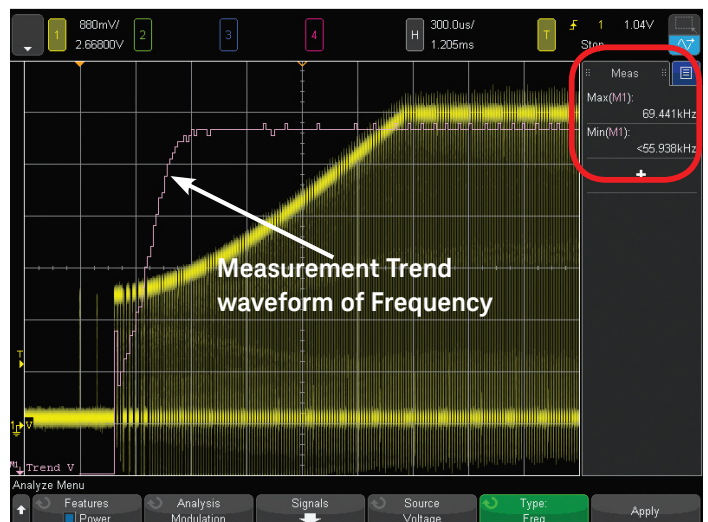 1 880mV/ 2.66800V 2 3 4 H 300.0us/ 1.205ms T 1 1.04V Stop
Meas
Max(M1):
69.441kHz
Min(M1):
<55.938kHz
Measurement Trend
waveform of Frequency
T
1 V
M1 Trend V
Analyze Menu
Features
Power
Analysis
Modulation
Signals
Source
Voltage
Type:
Freq
Apply